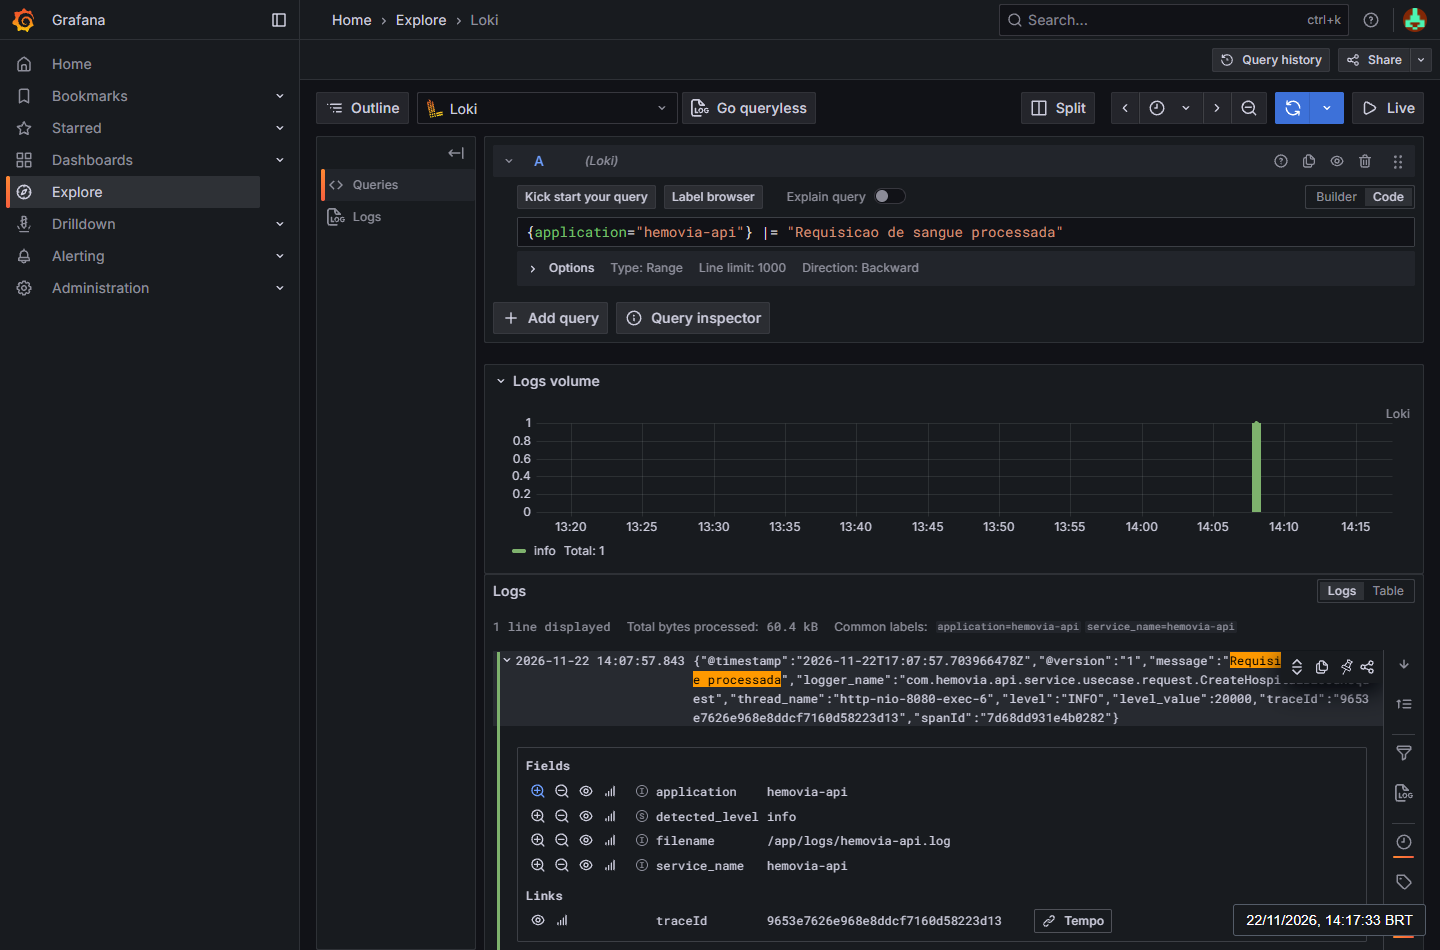 Grafana
Home › Explore › Loki
Search...
ctrl+k
Home
Bookmarks
Starred
Dashboards
Explore
Drilldown
Alerting
Administration
Query history
Share
Outline
Loki
Go queryless
Split
Live
Queries
Logs
A
(Loki)
Kick start your query
Label browser
Explain query
Builder
Code
{application="hemovia-api"} |= "Requisicao de sangue processada"
Options
Type: Range
Line limit: 1000
Direction: Backward
Add query
Query inspector
Logs volume
Loki
1
0.8
0.6
0.4
0.2
0
13:20 13:25 13:30 13:35 13:40 13:45 13:50 13:55 14:00 14:05 14:10 14:15
info Total: 1
Logs
Logs
Table
1 line displayed
Total bytes processed: 60.4 kB
Common labels: application=hemovia-api service_name=hemovia-api
2026-11-22 14:07:57.843 {"@timestamp":"2026-11-22T17:07:57.703966478Z","@version":"1","message":"Requisi
e processada","logger_name":"com.hemovia.api.service.usecase.request.CreateHospi
est","thread_name":"http-nio-8080-exec-6","level":"INFO","level_value":20000,"traceId":"9653
e7626e968e8ddcf7160d58223d13","spanId":"7d68dd931e4b0282"}
Fields
application hemovia-api
detected_level info
filename /app/logs/hemovia-api.log
service_name hemovia-api
Links
traceId 9653e7626e968e8ddcf7160d58223d13 Tempo
22/11/2026, 14:17:33 BRT